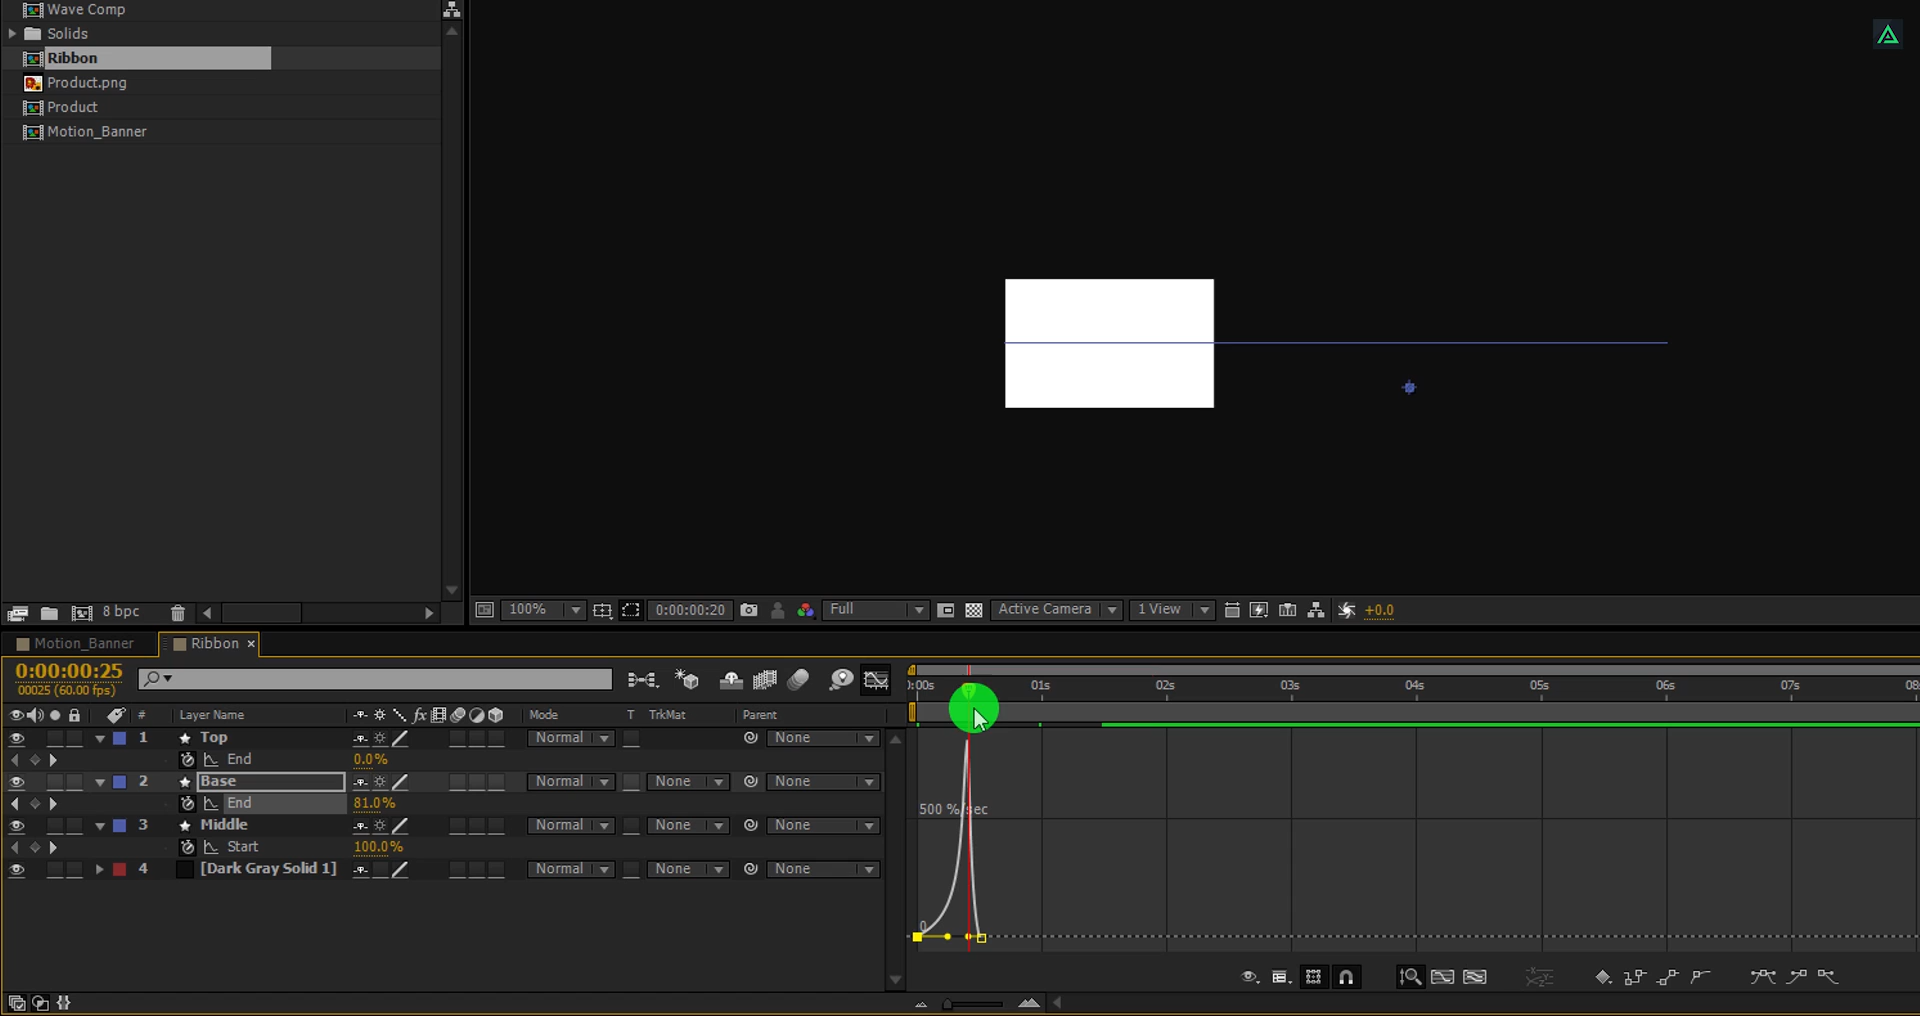 Wave Comp
Solids
Ribbon
Product.png
Product
Motion_Banner
8 bpc
100%
0:00:00:20
Full
Active Camera
1 View
+0.0
Motion_Banner
Ribbon ×
0:00:00:25
00025 (60.00 fps)
# Layer Name
fx
Mode
T TrkMat
Parent
1 Top Normal None
End 0.0%
2 Base Normal None None
End 81.0%
3 Middle Normal None None
Start 100.0%
4 [Dark Gray Solid 1] Normal None None
):00s 01s 02s 03s 04s 05s 06s 07s 08
500 %/sec
0